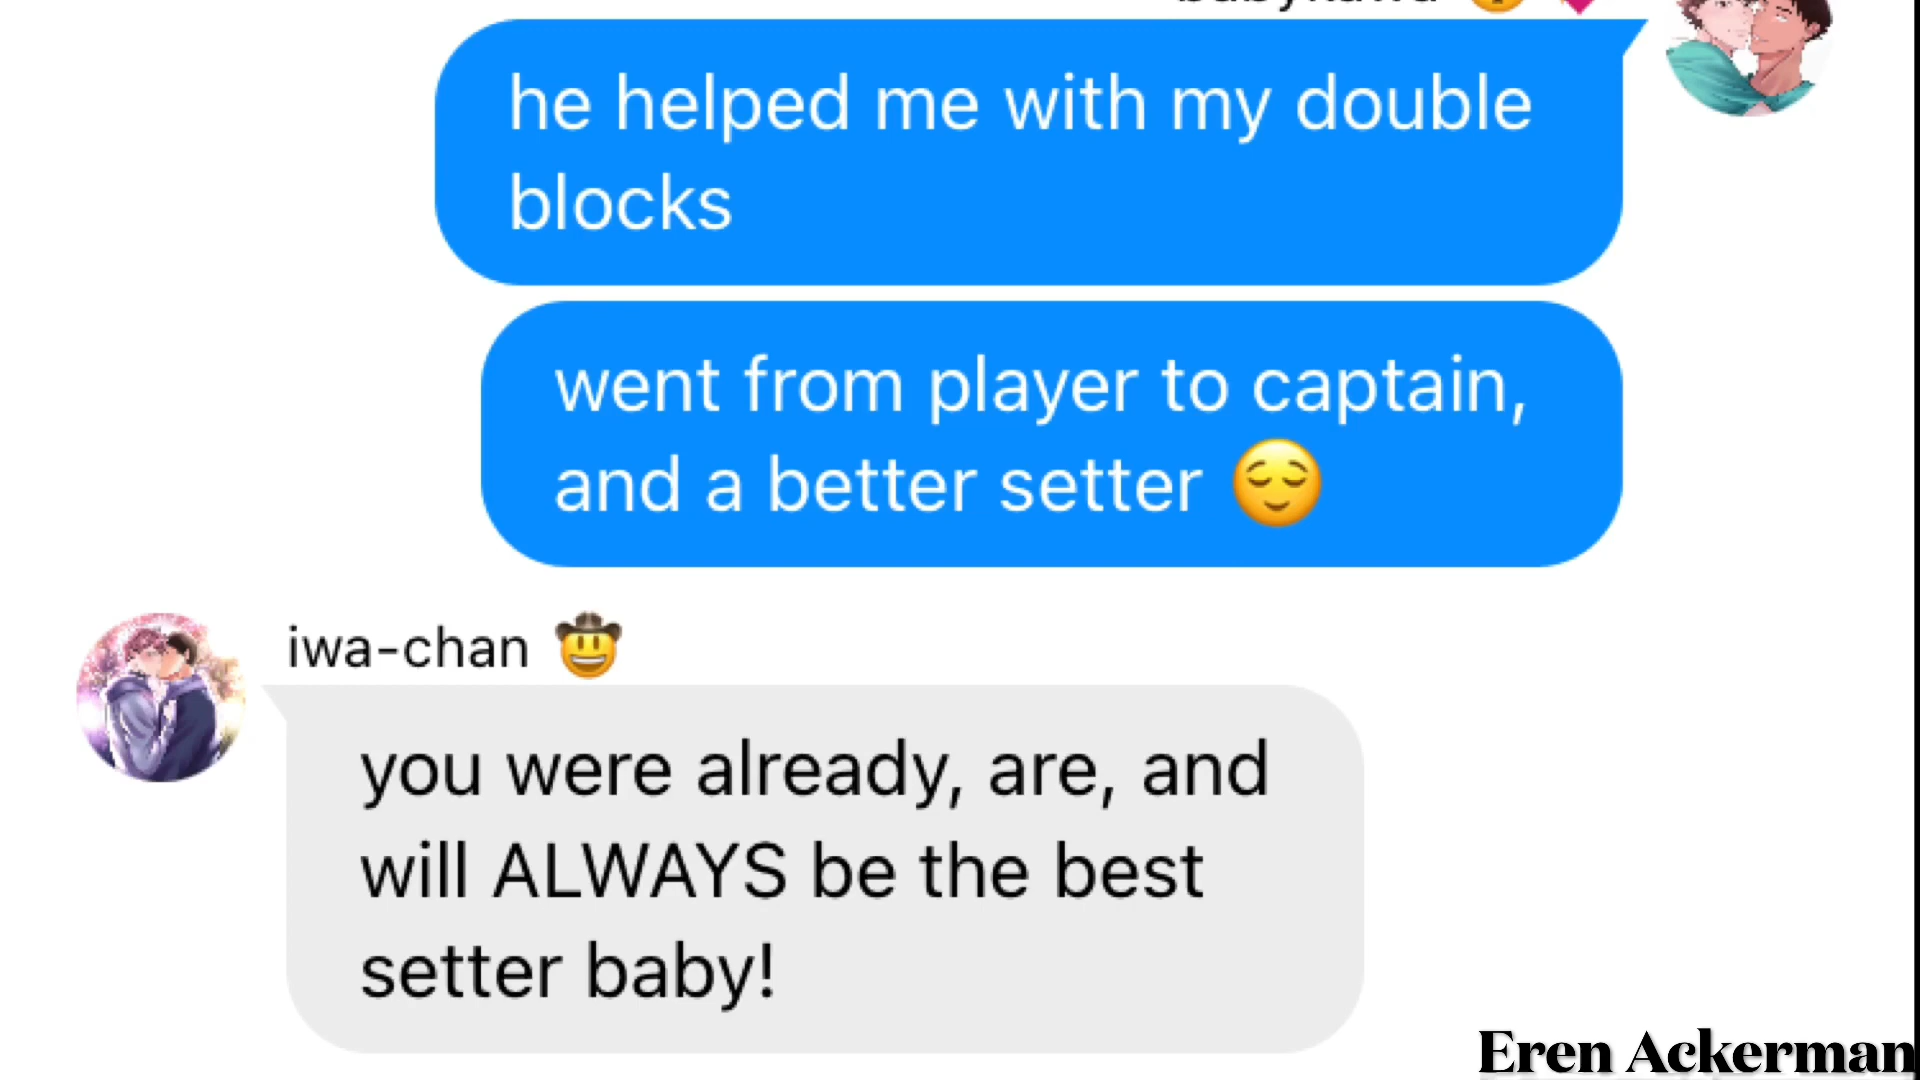 he helped me with my double
blocks
went from player to captain,
and a better setter 😌
iwa-chan 🤠
you were already, are, and
will ALWAYS be the best
setter baby!
Eren Ackerman